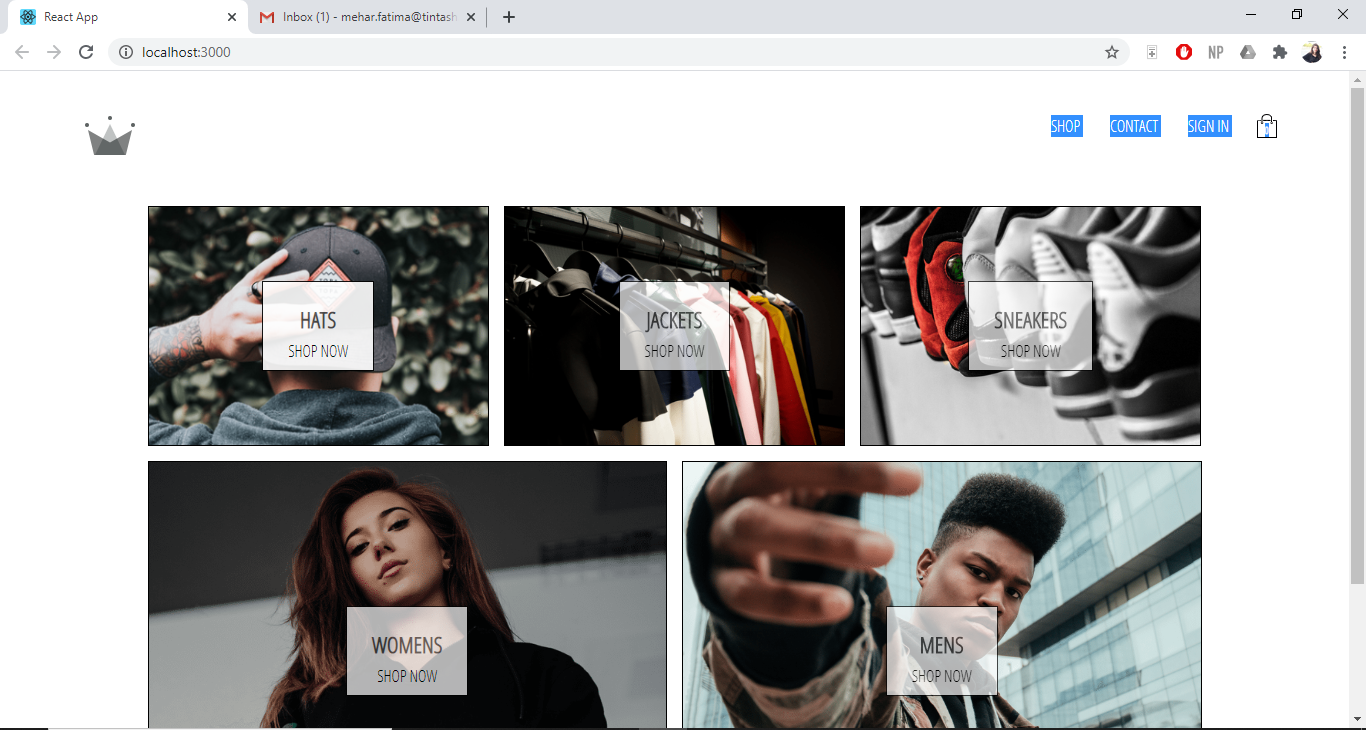 React App
Inbox (1) - mehar.fatima@tintash
localhost:3000
NP
SHOP CONTACT SIGN IN
HATS
SHOP NOW
JACKETS
SHOP NOW
SNEAKERS
SHOP NOW
WOMENS
SHOP NOW
MENS
SHOP NOW